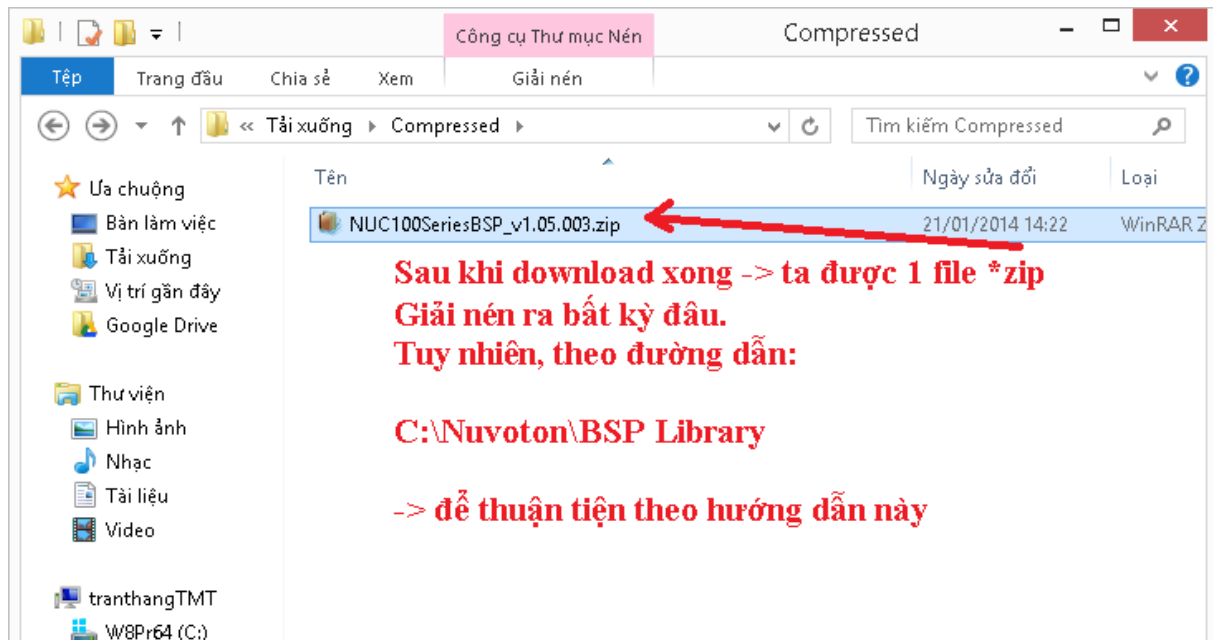 Công cụ Thư mục Nén
Compressed
Tệp
Trang đầu
Chia sẻ
Xem
Giải nén
« Tải xuống
Compressed
Tìm kiếm Compressed
Ưa chuộng
Bàn làm việc
Tải xuống
Vị trí gần đây
Google Drive
Thư viện
Hình ảnh
Nhạc
Tài liệu
Video
tranthangTMT
W8Pr64 (C:)
Tên
Ngày sửa đổi
Loại
NUC100SeriesBSP_v1.05.003.zip
21/01/2014 14:22
WinRAR Z
Sau khi download xong -> ta được 1 file *zip
Giải nén ra bất kỳ đâu.
Tuy nhiên, theo đường dẫn:
C:\Nuvoton\BSP Library
-> để thuận tiện theo hướng dẫn này